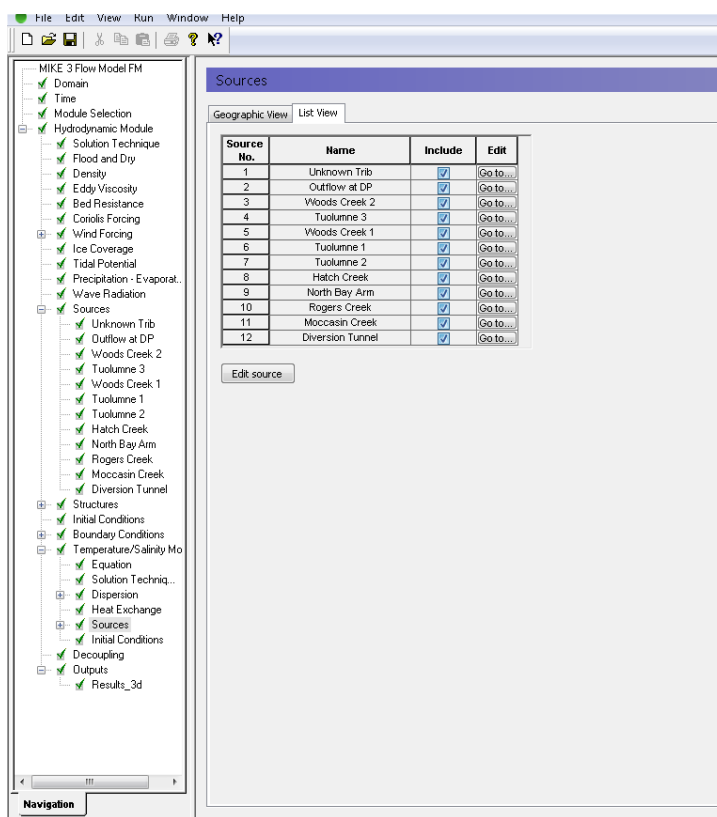 File Edit View Run Window Help
MIKE 3 Flow Model FM
Domain
Time
Module Selection
Hydrodynamic Module
Solution Technique
Flood and Dry
Density
Eddy Viscosity
Bed Resistance
Coriolis Forcing
Wind Forcing
Ice Coverage
Tidal Potential
Precipitation - Evaporat..
Wave Radiation
Sources
Unknown Trib
Outflow at DP
Woods Creek 2
Tuolumne 3
Woods Creek 1
Tuolumne 1
Tuolumne 2
Hatch Creek
North Bay Arm
Rogers Creek
Moccasin Creek
Diversion Tunnel
Structures
Initial Conditions
Boundary Conditions
Temperature/Salinity Mo
Equation
Solution Techniq...
Dispersion
Heat Exchange
Sources
Initial Conditions
Decoupling
Outputs
Results_3d
Navigation
Sources
Geographic View List View
Source No. Name Include Edit
1 Unknown Trib Go to...
2 Outflow at DP Go to...
3 Woods Creek 2 Go to...
4 Tuolumne 3 Go to...
5 Woods Creek 1 Go to...
6 Tuolumne 1 Go to...
7 Tuolumne 2 Go to...
8 Hatch Creek Go to...
9 North Bay Arm Go to...
10 Rogers Creek Go to...
11 Moccasin Creek Go to...
12 Diversion Tunnel Go to...
Edit source